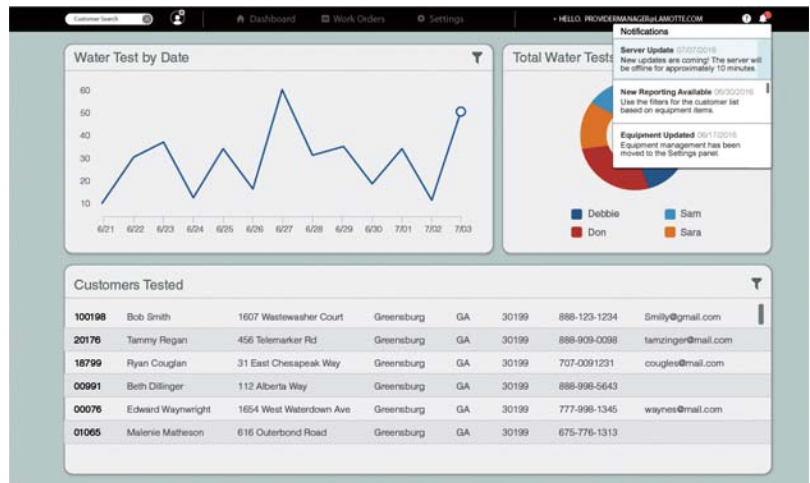 Customer Search
Dashboard Work Orders Settings
HELLO, PROVIDERMANAGER@LAMOTTE.COM
Notifications
Server Update 07/07/2016
New updates are coming! The server will
be offline for approximately 10 minutes
New Reporting Available 06/30/2016
Use the filters for the customer list
based on equipment items.
Equipment Updated 06/17/2016
Equipment management has been
moved to the Settings panel.
Water Test by Date
60
50
40
30
20
10
6/21 6/22 6/23 6/24 6/25 6/26 6/27 6/28 6/29 6/30 7/01 7/02 7/03
Total Water Tests
Debbie Sam
Don Sara
Customers Tested
100198 Bob Smith 1607 Wastewasher Court Greensburg GA 30199 888-123-1234 Smilly@gmail.com
20176 Tammy Regan 456 Telemarker Rd Greensburg GA 30199 888-909-0098 tamzinger@mail.com
18799 Ryan Couglan 31 East Chesapeak Way Greensburg GA 30199 707-0091231 cougles@mail.com
00991 Beth Dillinger 112 Alberta Way Greensburg GA 30199 888-998-5643
00076 Edward Waynwright 1654 West Waterdown Ave Greensburg GA 30199 777-998-1345 waynes@mail.com
01065 Malenie Matheson 616 Outerbond Road Greensburg GA 30199 675-776-1313